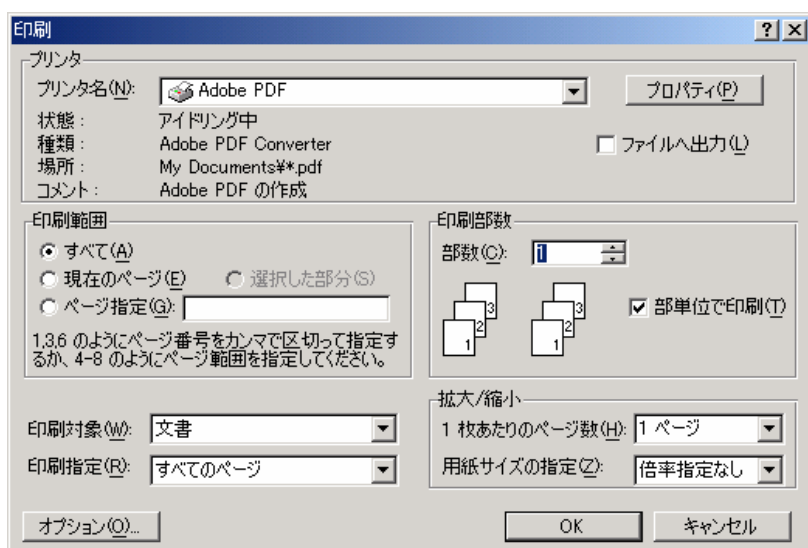 印刷
プリンタ
プリンタ名(N): Adobe PDF プロパティ(P)
状態： アイドリング中
種類： Adobe PDF Converter
ファイルへ出力(L)
場所： My Documents¥*.pdf
コメント： Adobe PDF の作成
印刷範囲
すべて(A)
現在のページ(E) 選択した部分(S)
ページ指定(G):
1,3,6 のようにページ番号をカンマで区切って指定す
るか、4-8 のようにページ範囲を指定してください。
印刷部数
部数(C): 1
部単位で印刷(T)
1 2 3 1 2 3
印刷対象(W): 文書
印刷指定(R): すべてのページ
拡大/縮小
1 枚あたりのページ数(H): 1 ページ
用紙サイズの指定(Z): 倍率指定なし
オプション(O)... OK キャンセル